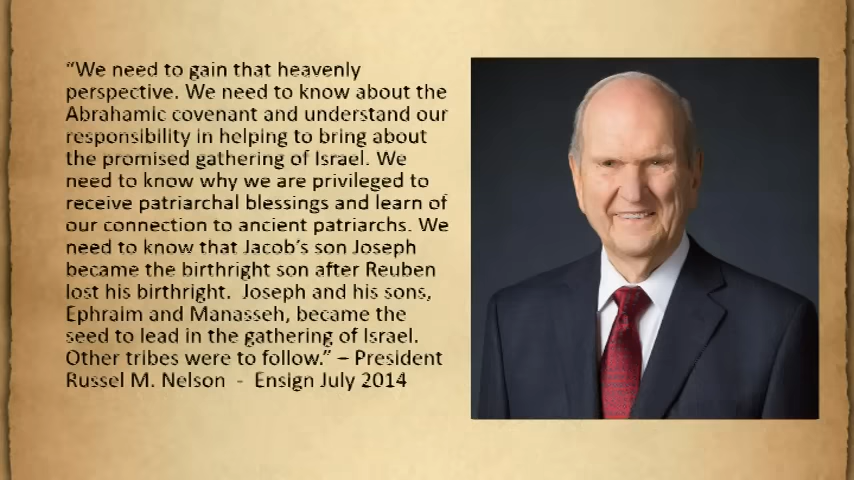 “We need to gain that heavenly
perspective. We need to know about the
Abrahamic covenant and understand our
responsibility in helping to bring about
the promised gathering of Israel. We
need to know why we are privileged to
receive patriarchal blessings and learn of
our connection to ancient patriarchs. We
need to know that Jacob’s son Joseph
became the birthright son after Reuben
lost his birthright.  Joseph and his sons,
Ephraim and Manasseh, became the
seed to lead in the gathering of Israel.
Other tribes were to follow.” – President
Russel M. Nelson  -  Ensign July 2014